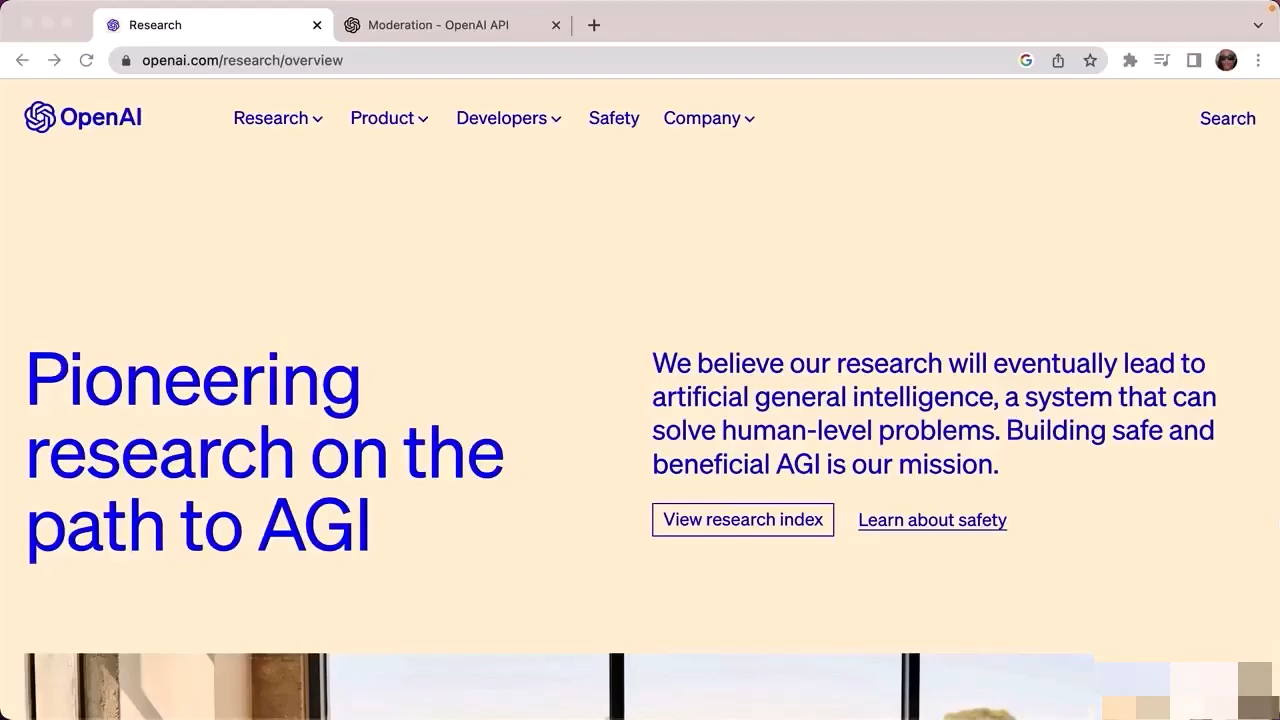 Research
Moderation - OpenAI API
openai.com/research/overview
OpenAI
Research
Product
Developers
Safety
Company
Search
Pioneering
research on the
path to AGI
We believe our research will eventually lead to
artificial general intelligence, a system that can
solve human-level problems. Building safe and
beneficial AGI is our mission.
View research index
Learn about safety